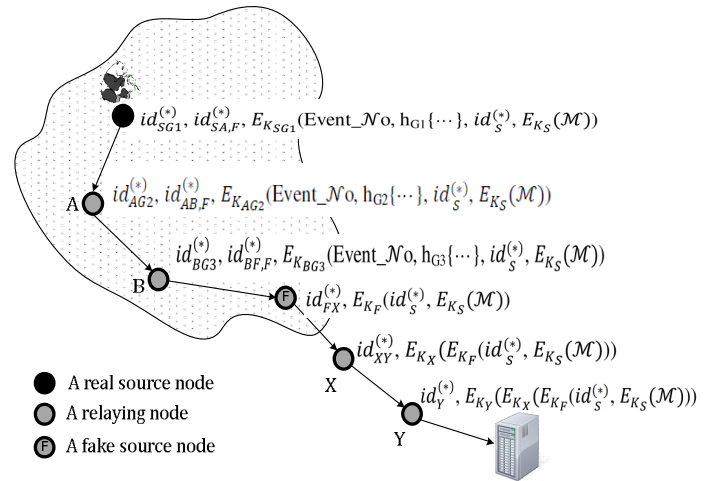 id_{SG1}^{(*)}, id_{SA,F}^{(*)}, E_{K_{SG1}}(Event_𝒩o, h_{G1}{⋯}, id_S^{(*)}, E_{K_S}(ℳ))
A id_{AG2}^{(*)}, id_{AB,F}^{(*)}, E_{K_{AG2}}(Event_𝒩o, h_{G2}{⋯}, id_S^{(*)}, E_{K_S}(ℳ))
id_{BG3}^{(*)}, id_{BF,F}^{(*)}, E_{K_{BG3}}(Event_𝒩o, h_{G3}{⋯}, id_S^{(*)}, E_{K_S}(ℳ))
B
F id_{FX}^{(*)}, E_{K_F}(id_S^{(*)}, E_{K_S}(ℳ))
id_{XY}^{(*)}, E_{K_X}(E_{K_F}(id_S^{(*)}, E_{K_S}(ℳ)))
X
id_Y^{(*)}, E_{K_Y}(E_{K_X}(E_{K_F}(id_S^{(*)}, E_{K_S}(ℳ)))
Y
A real source node
A relaying node
F A fake source node